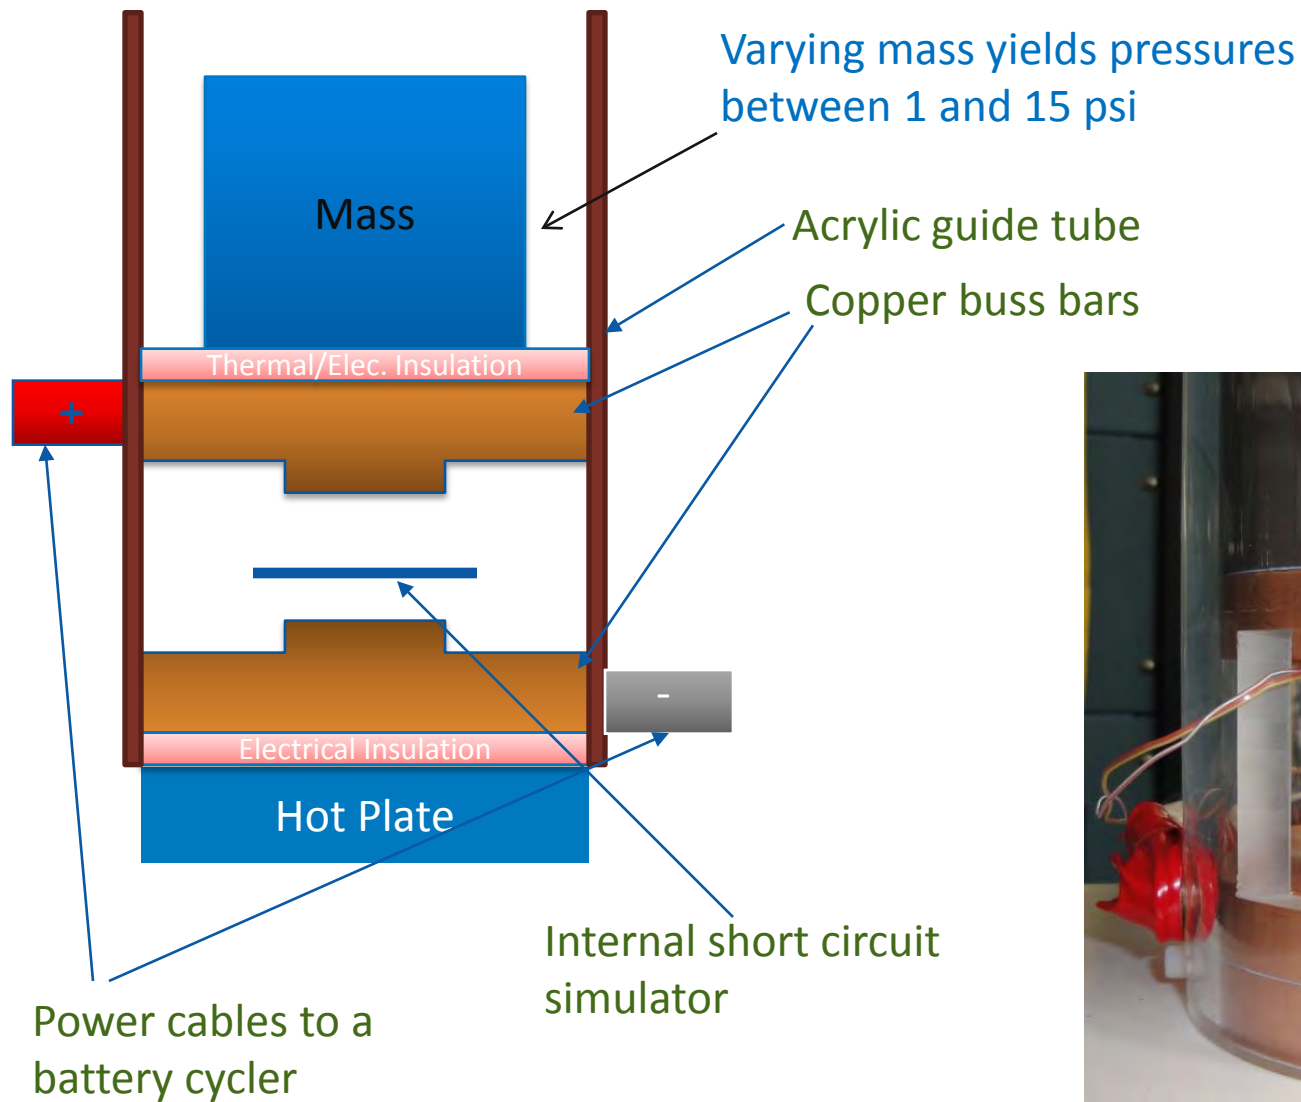 Varying mass yields pressures
between 1 and 15 psi
Mass
Acrylic guide tube
Copper buss bars
Thermal/Elec. Insulation
+
-
Electrical Insulation
Hot Plate
Internal short circuit
simulator
Power cables to a
battery cycler